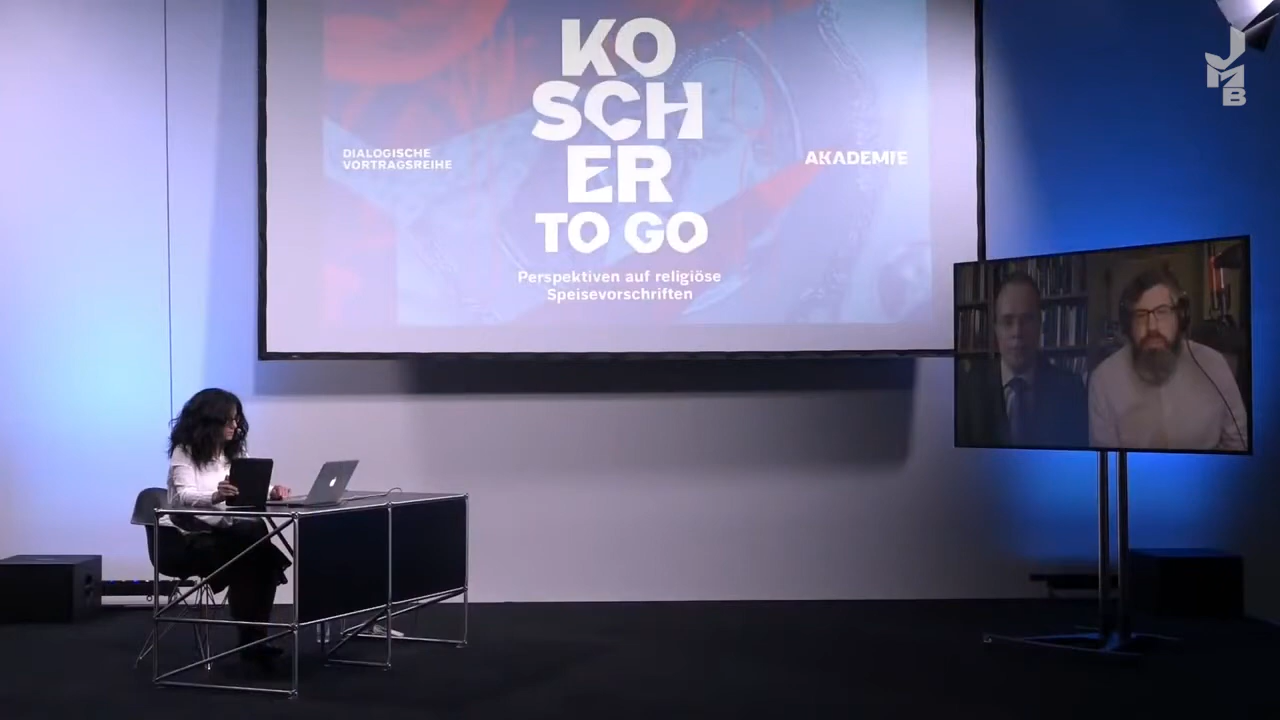 KO
SCH
ER
TO GO
DIALOGISCHE
VORTRAGSREIHE
AKADEMIE
Perspektiven auf religiöse
Speisevorschriften
JMB